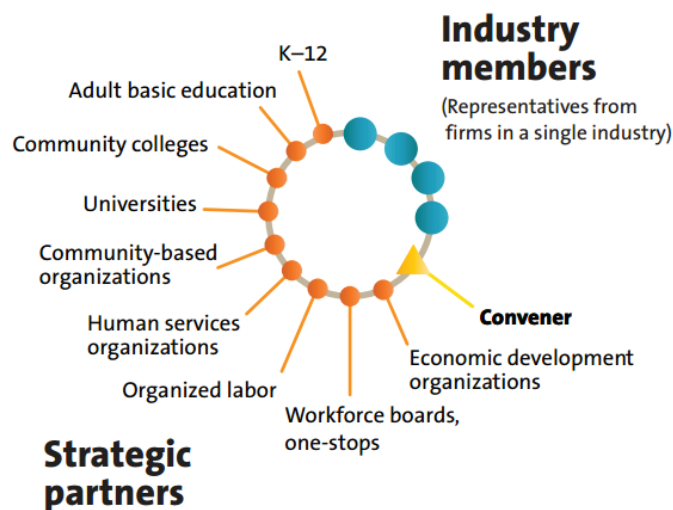 Industry
members
(Representatives from
firms in a single industry)
K–12
Adult basic education
Community colleges
Universities
Community-based
organizations
Human services
organizations
Organized labor
Workforce boards,
one-stops
Economic development
organizations
Convener
Strategic
partners